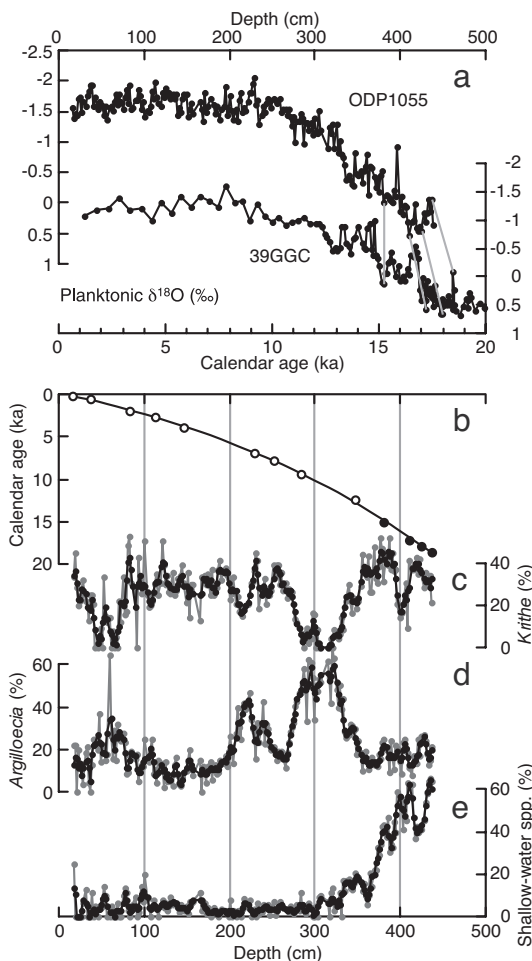 Depth (cm)
0 100 200 300 400 500
-2.5
-2
-1.5
-1
-0.5
0
0.5
1
a
ODP1055
39GGC
Planktonic δ18O (‰)
-2
-1.5
-1
-0.5
0
0.5
1
0 5 10 15 20
Calendar age (ka)
Calendar age (ka)
0
5
10
15
20
b
c
40
20
0
Krithe (%)
Argilloecia (%)
60
40
20
0
d
e
60
40
20
0
Shallow-water spp. (%)
0 100 200 300 400 500
Depth (cm)